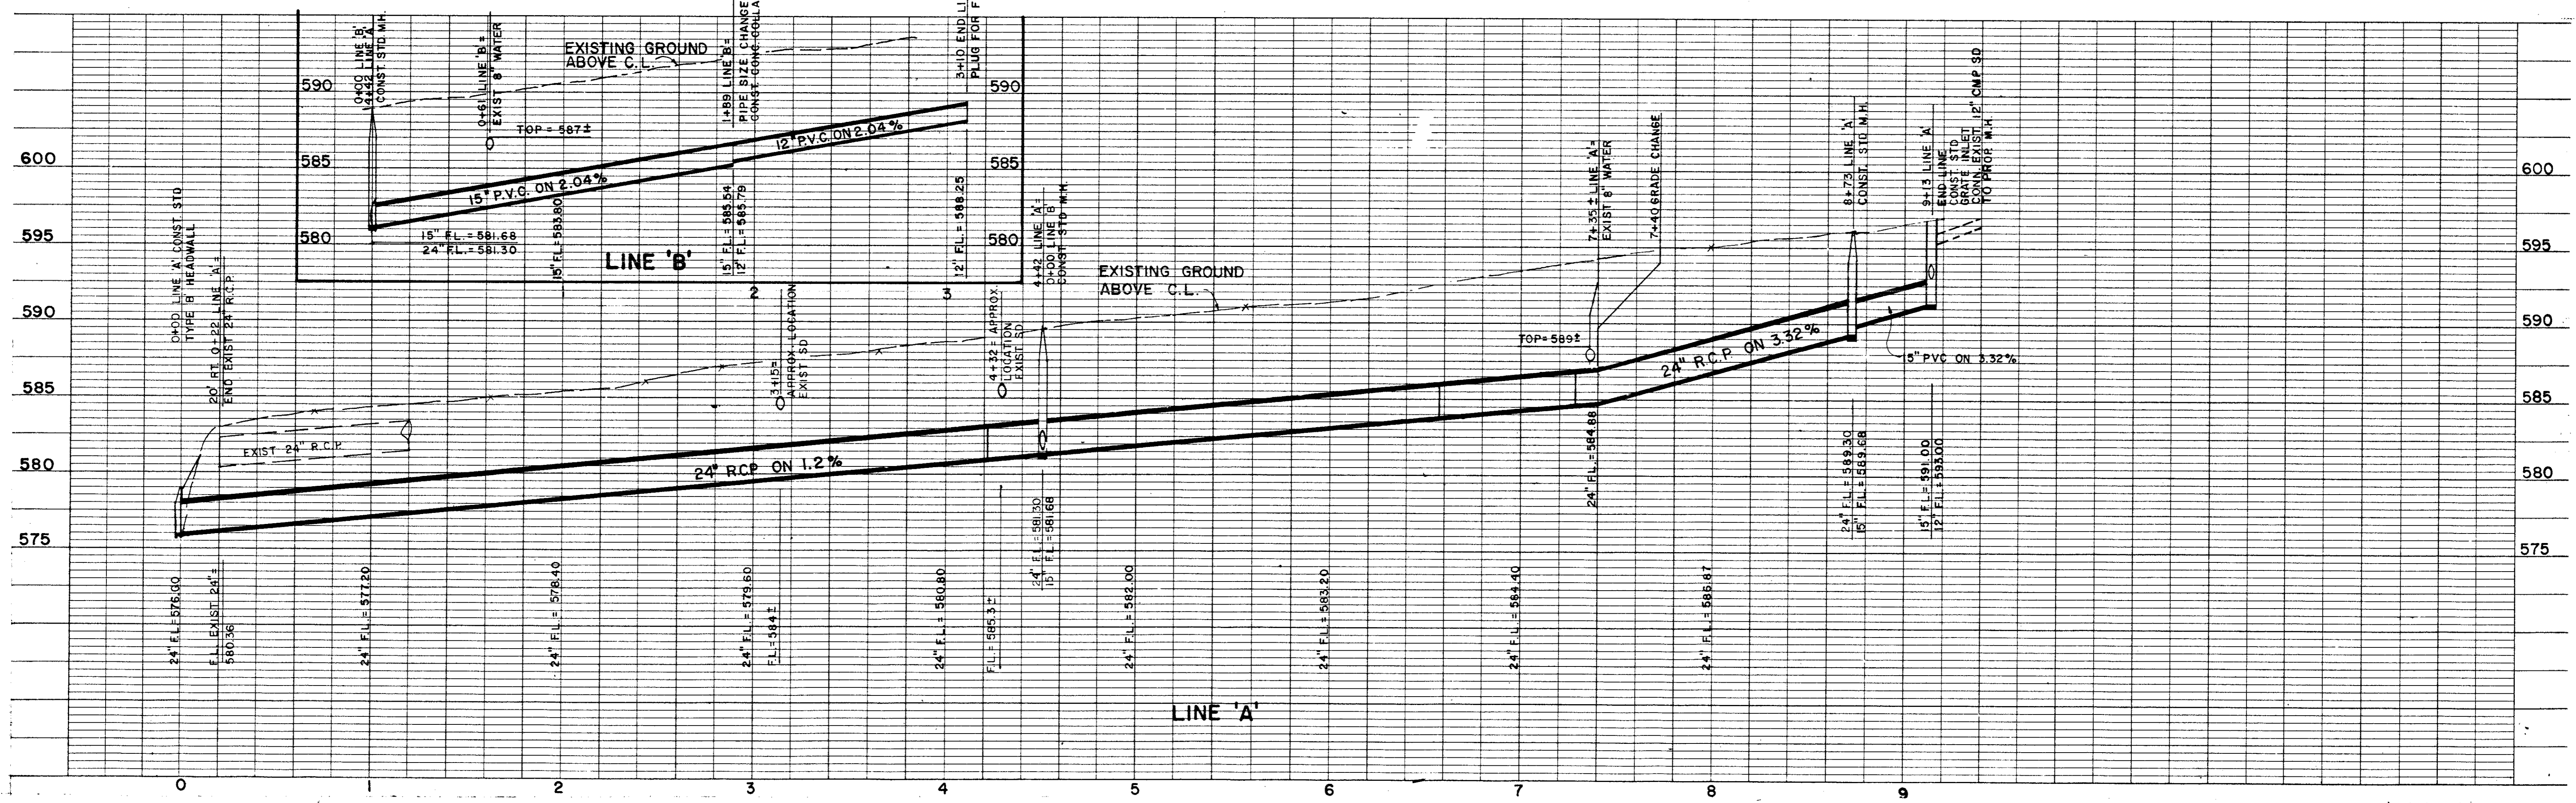 0+00 LINE 'B'
4+42 LINE 'A'
CONST. STD. M.H.
0+61 LINE 'B' =
EXIST 8" WATER
TOP = 587±
EXISTING GROUND
ABOVE C.L.
1+89 LINE 'B' =
PIPE SIZE CHANGE
CONST. CONC. COLLA
3+10 END LI
PLUG FOR F
590
585
580
590
585
580
15" P.V.C. ON 2.04%
12" P.V.C. ON 2.04%
15" F.L. = 581.68
24" F.L. = 581.30
15" F.L. = 583.80
15" F.L. = 585.54
12" F.L. = 585.79
12" F.L. = 588.25
LINE 'B'
2
3
600
595
590
585
580
575
0+00 LINE 'A' CONST. STD
TYPE 'B' HEADWALL
20' RT. 0+22 LINE 'A' =
END EXIST 24" R.C.P.
EXIST 24" R.C.P.
3+15=
APPROX. LOCATION
EXIST SD
4+32= APPROX.
LOCATION
EXIST SD
4+42 LINE 'A' =
0+00 LINE 'B'
CONST. STD M.H.
EXISTING GROUND
ABOVE C.L.
24" R.C.P. ON 1.2%
TOP=589±
7+35± LINE 'A' =
EXIST 8" WATER
7+40 GRADE CHANGE
24" R.C.P. ON 3.32%
8+73 LINE 'A'
CONST. STD M.H.
9+13 LINE 'A'
END LINE
CONST. STD
GRATE INLET
CONN. EXIST. 12" CMP SD
TO PROP. M.H.
15" PVC ON 3.32%
600
595
590
585
580
575
24" F.L. = 576.00
F.L. EXIST 24" =
580.36
24" F.L. = 577.20
24" F.L. = 578.40
24" F.L. = 579.60
F.L. = 584±
24" F.L. = 580.80
F.L. = 585.3±
24" F.L. = 581.30
15" F.L. = 581.68
24" F.L. = 582.00
24" F.L. = 583.20
24" F.L. = 584.40
24" F.L. = 584.88
24" F.L. = 586.87
24" F.L. = 589.30
15" F.L. = 589.68
15" F.L. = 591.00
12" F.L. = 593.00
LINE 'A'
0
1
2
3
4
5
6
7
8
9